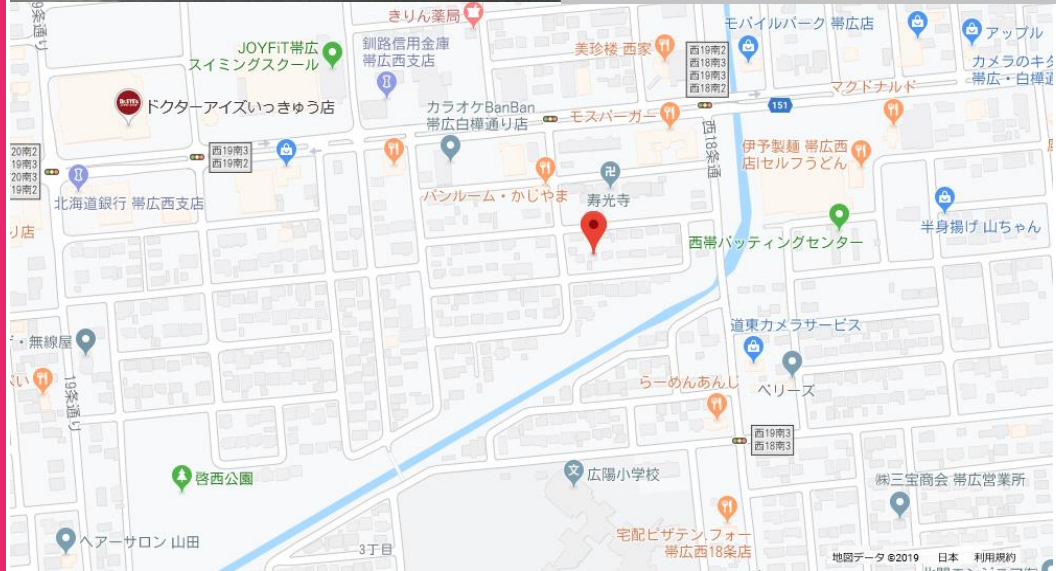 9条通り
きりん薬局
JOYFiT帯広
スイミングスクール
釧路信用金庫
帯広西支店
美珍楼 西家
モバイルパーク 帯広店
アップル
西19南2
西18南3
西19南3
西18南2
カメラのキタ
帯広・白樺通
ドクターアイズいっきゅう店
Dr.EYEs
カラオケBanBan
帯広白樺通り店
モスバーガー
151
マクドナルド
20南2
19南3
20南3
19南2
西19南3
西19南2
西18条通
伊予製麺 帯広西
店|セルフうどん
北海道銀行 帯広西支店
パンルーム・かじやま
寿光寺
半身揚げ 山ちゃん
り店
西帯バッティングセンター
・無線屋
道東カメラサービス
い
19条通り
らーめんあんじ
ベリーズ
西19南3
西18南3
啓西公園
広陽小学校
㈱三宝商会 帯広営業所
ヘアーサロン 山田
3丁目
宅配ピザテン.フォー
帯広西18条店
地図データ ©2019 日本 利用規約